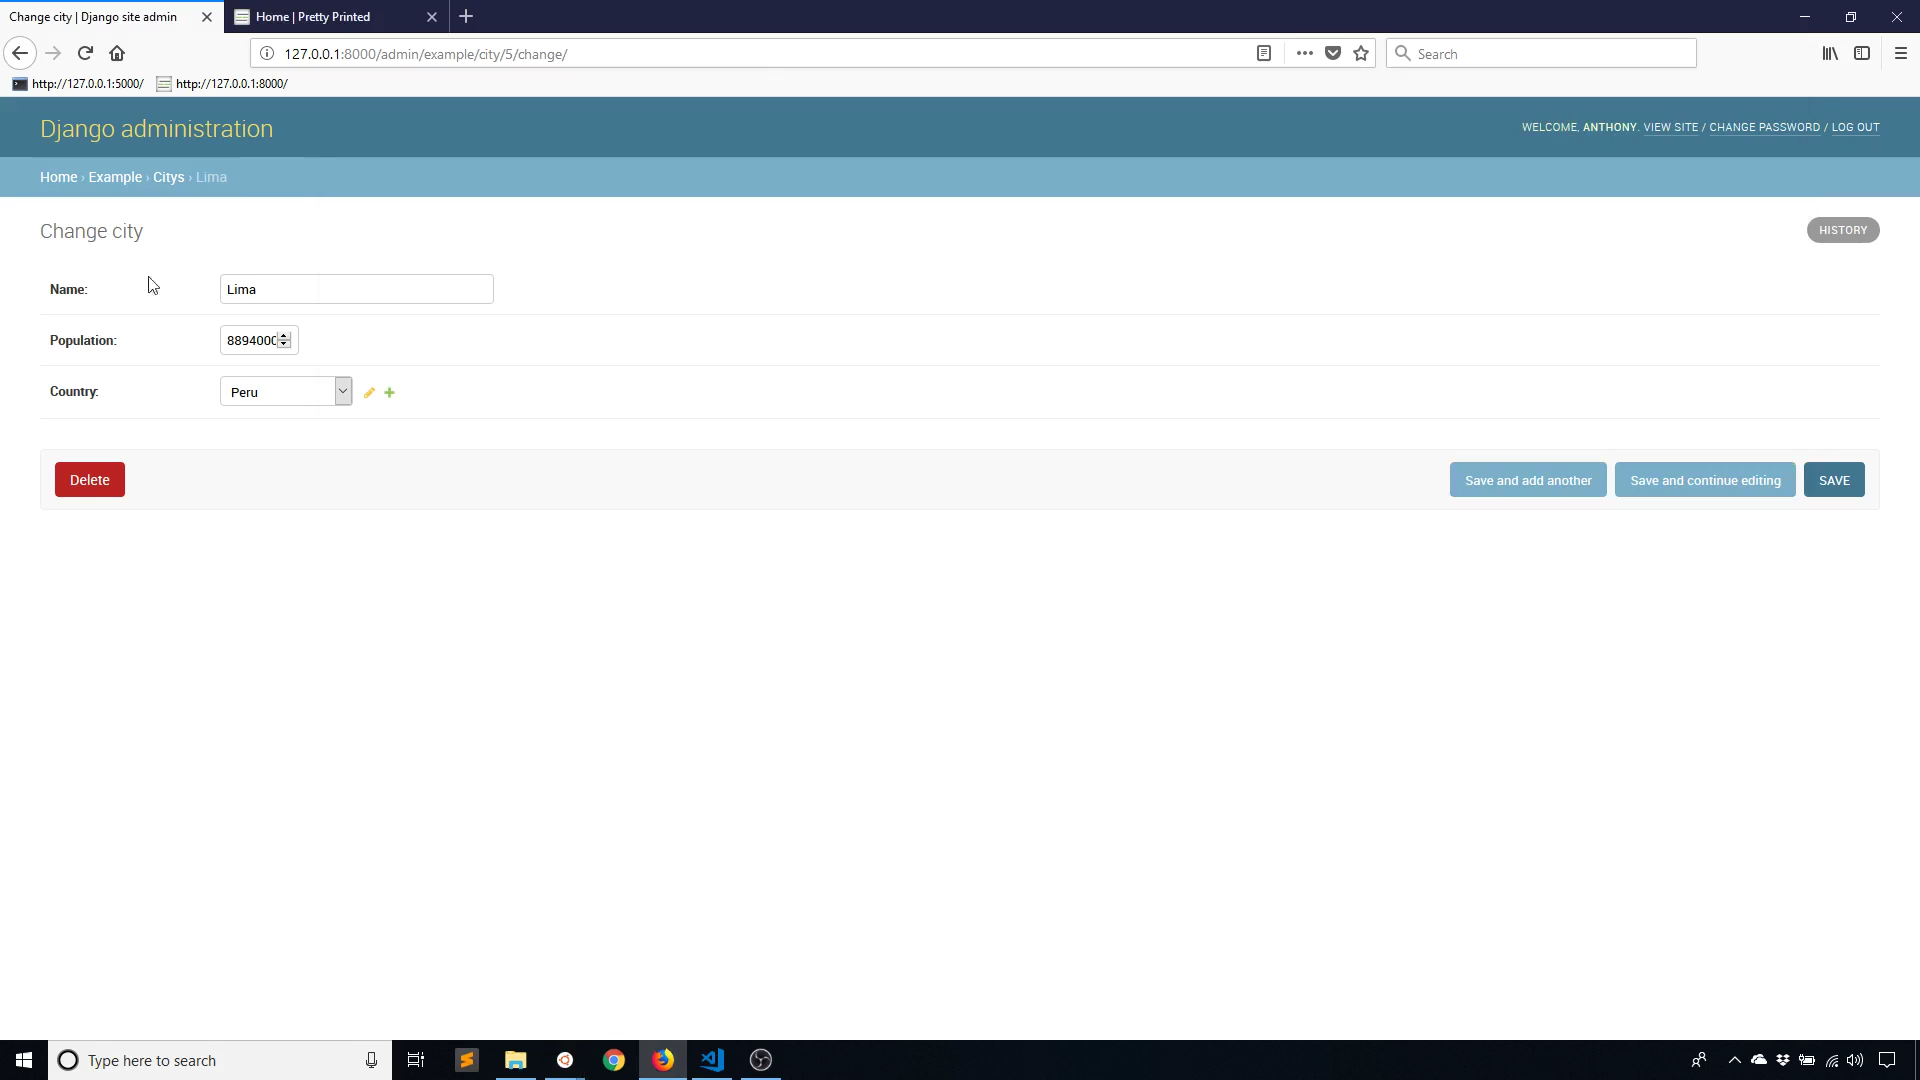 Change city | Django site admin
Home | Pretty Printed
127.0.0.1:8000/admin/example/city/5/change/
Search
http://127.0.0.1:5000/
http://127.0.0.1:8000/
Django administration
WELCOME, ANTHONY. VIEW SITE / CHANGE PASSWORD / LOG OUT
Home › Example › Citys › Lima
Change city
HISTORY
Name:
Lima
Population:
8894000
Country:
Peru
Delete
Save and add another
Save and continue editing
SAVE
Type here to search